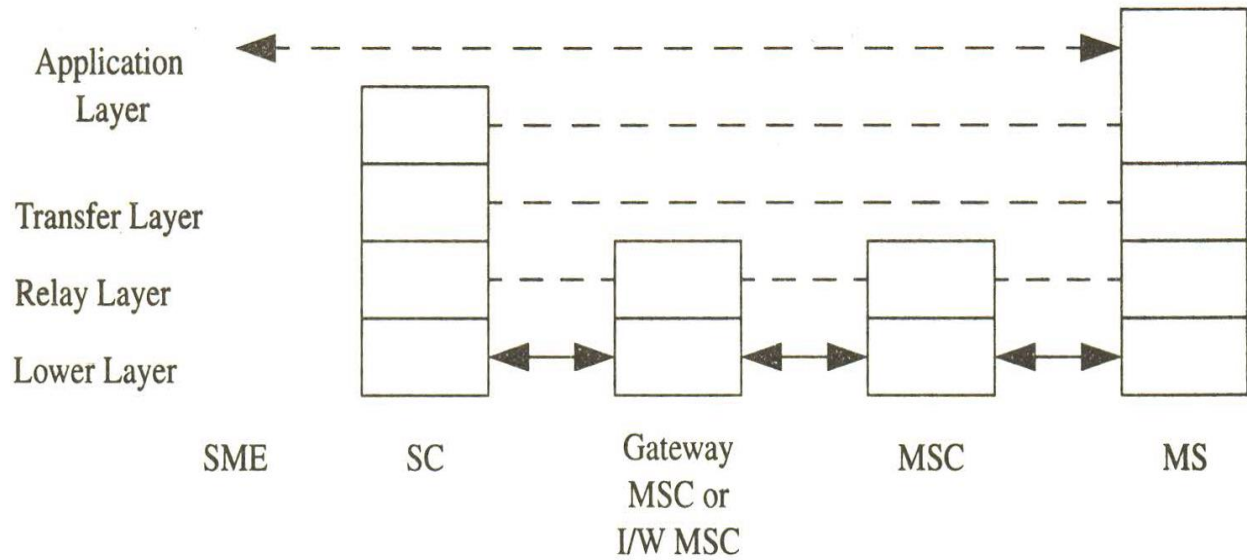 Application
Layer
Transfer Layer
Relay Layer
Lower Layer
SME
SC
Gateway
MSC or
I/W MSC
MSC
MS